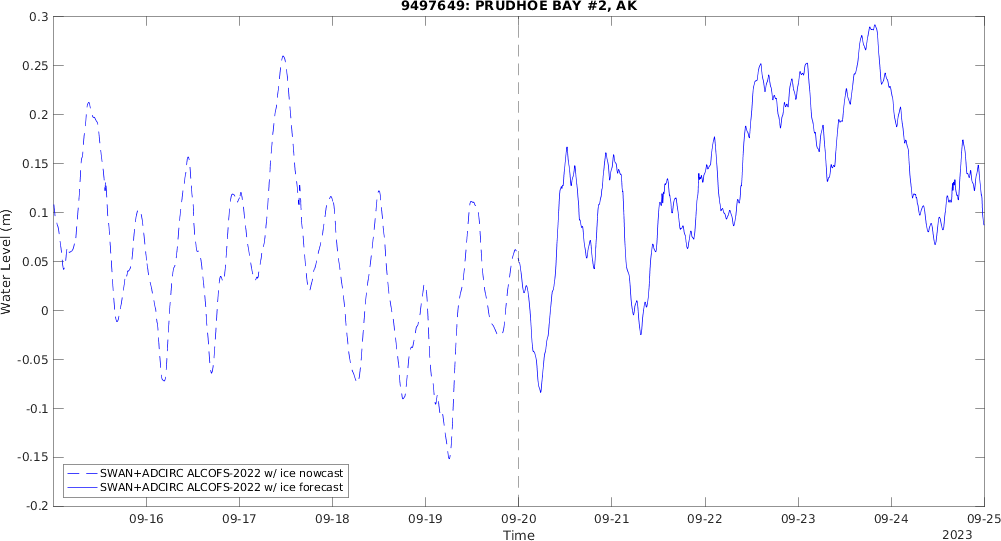 9497649: PRUDHOE BAY #2, AK
0.3
0.25
0.2
0.15
0.1
0.05
0
-0.05
-0.1
-0.15
-0.2
Water Level (m)
SWAN+ADCIRC ALCOFS-2022 w/ ice nowcast
SWAN+ADCIRC ALCOFS-2022 w/ ice forecast
09-16 09-17 09-18 09-19 09-20 09-21 09-22 09-23 09-24 09-25
Time
2023